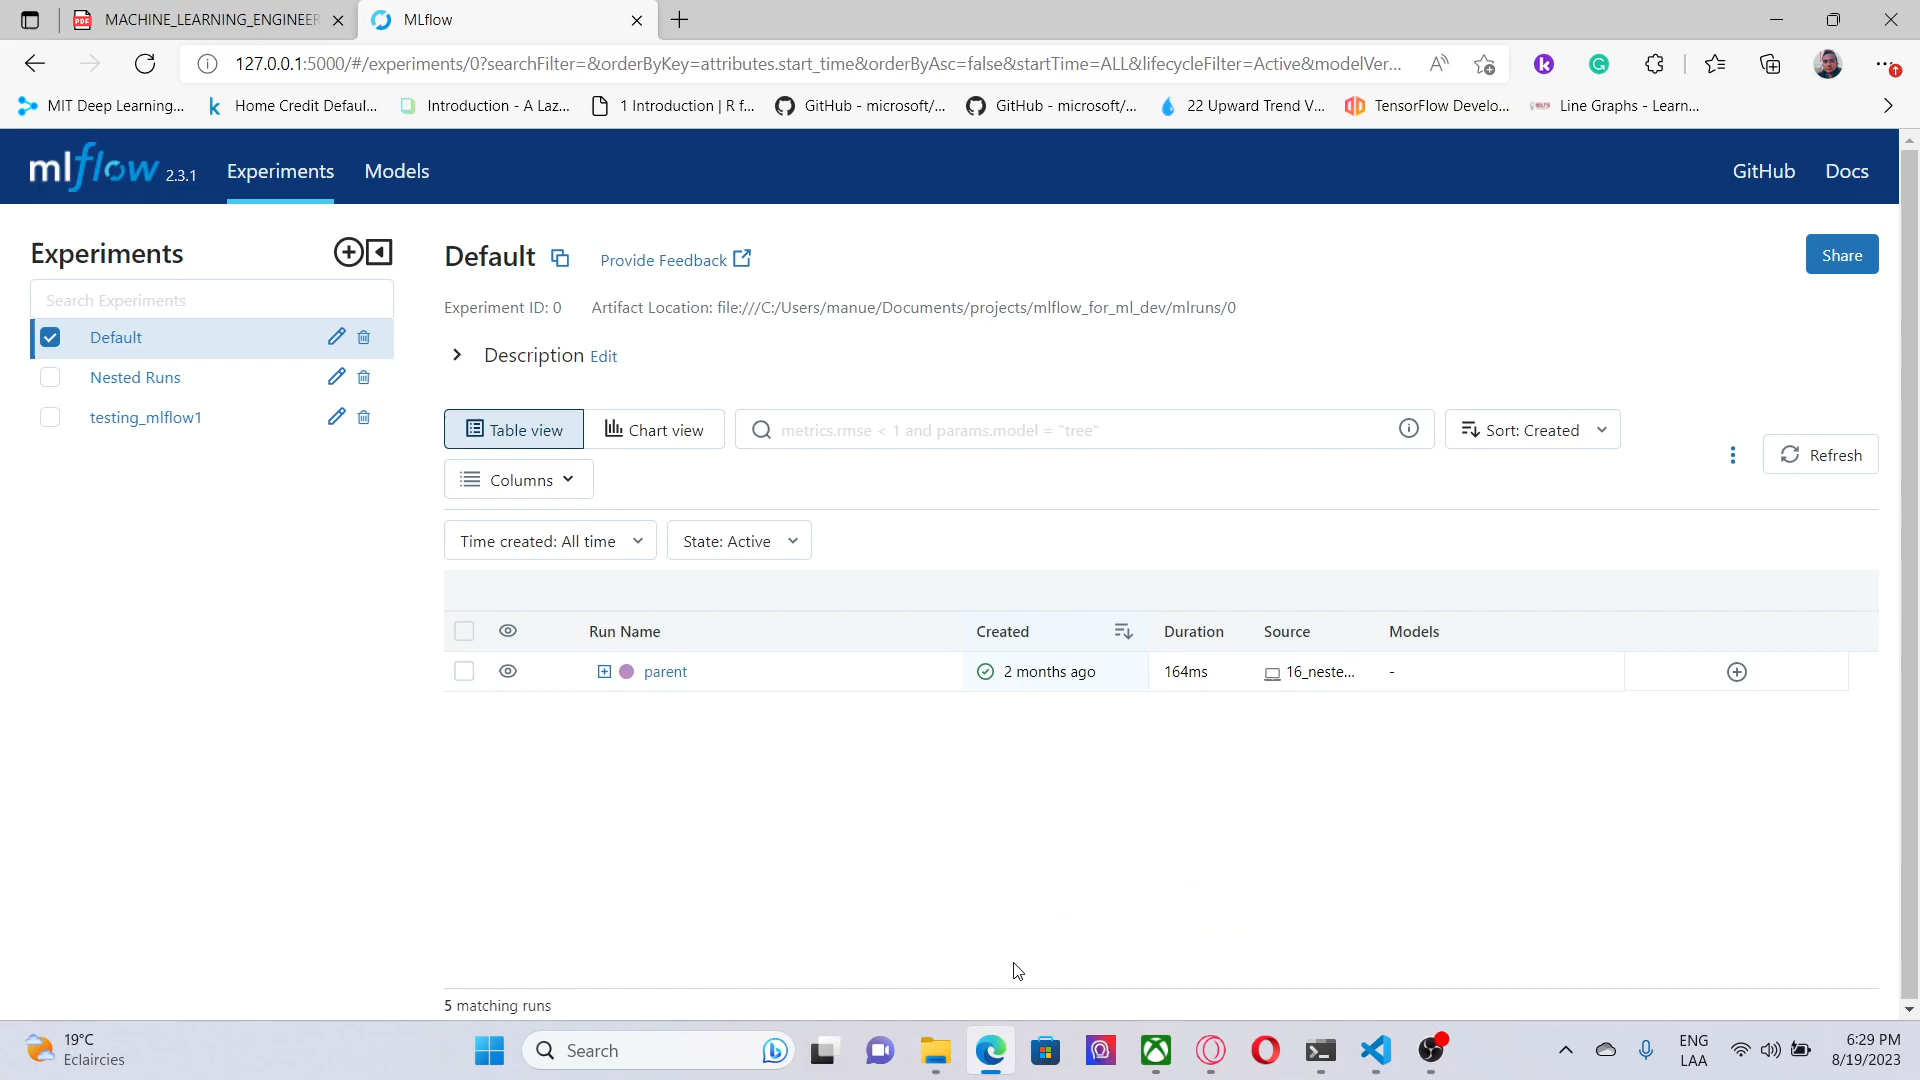 MACHINE_LEARNING_ENGINEER
MLflow
127.0.0.1:5000/#/experiments/0?searchFilter=&orderByKey=attributes.start_time&orderByAsc=false&startTime=ALL&lifecycleFilter=Active&modelVer...
MIT Deep Learning...
Home Credit Defaul...
Introduction - A Laz...
1 Introduction | R f...
GitHub - microsoft/...
GitHub - microsoft/...
22 Upward Trend V...
TensorFlow Develo...
Line Graphs - Learn...
mlflow 2.3.1
Experiments
Models
GitHub
Docs
Experiments
Search Experiments
Default
Nested Runs
testing_mlflow1
Default
Provide Feedback
Share
Experiment ID: 0
Artifact Location: file:///C:/Users/manue/Documents/projects/mlflow_for_ml_dev/mlruns/0
Description Edit
Table view
Chart view
metrics.rmse < 1 and params.model = "tree"
Sort: Created
Refresh
Columns
Time created: All time
State: Active
Run Name
Created
Duration
Source
Models
parent
2 months ago
164ms
16_neste...
-
5 matching runs
19°C
Eclaircies
Search
ENG
LAA
6:29 PM
8/19/2023